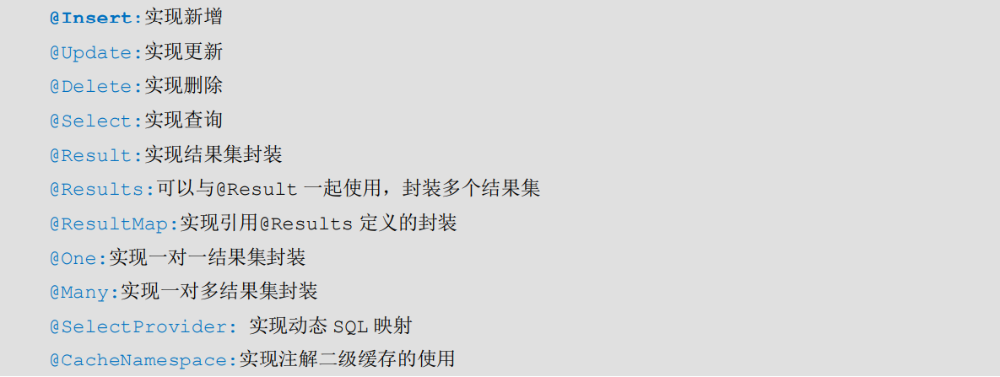 @Insert:实现新增
@Update:实现更新
@Delete:实现删除
@Select:实现查询
@Result:实现结果集封装
@Results:可以与@Result 一起使用，封装多个结果集
@ResultMap:实现引用@Results 定义的封装
@One:实现一对一结果集封装
@Many:实现一对多结果集封装
@SelectProvider: 实现动态 SQL 映射
@CacheNamespace:实现注解二级缓存的使用